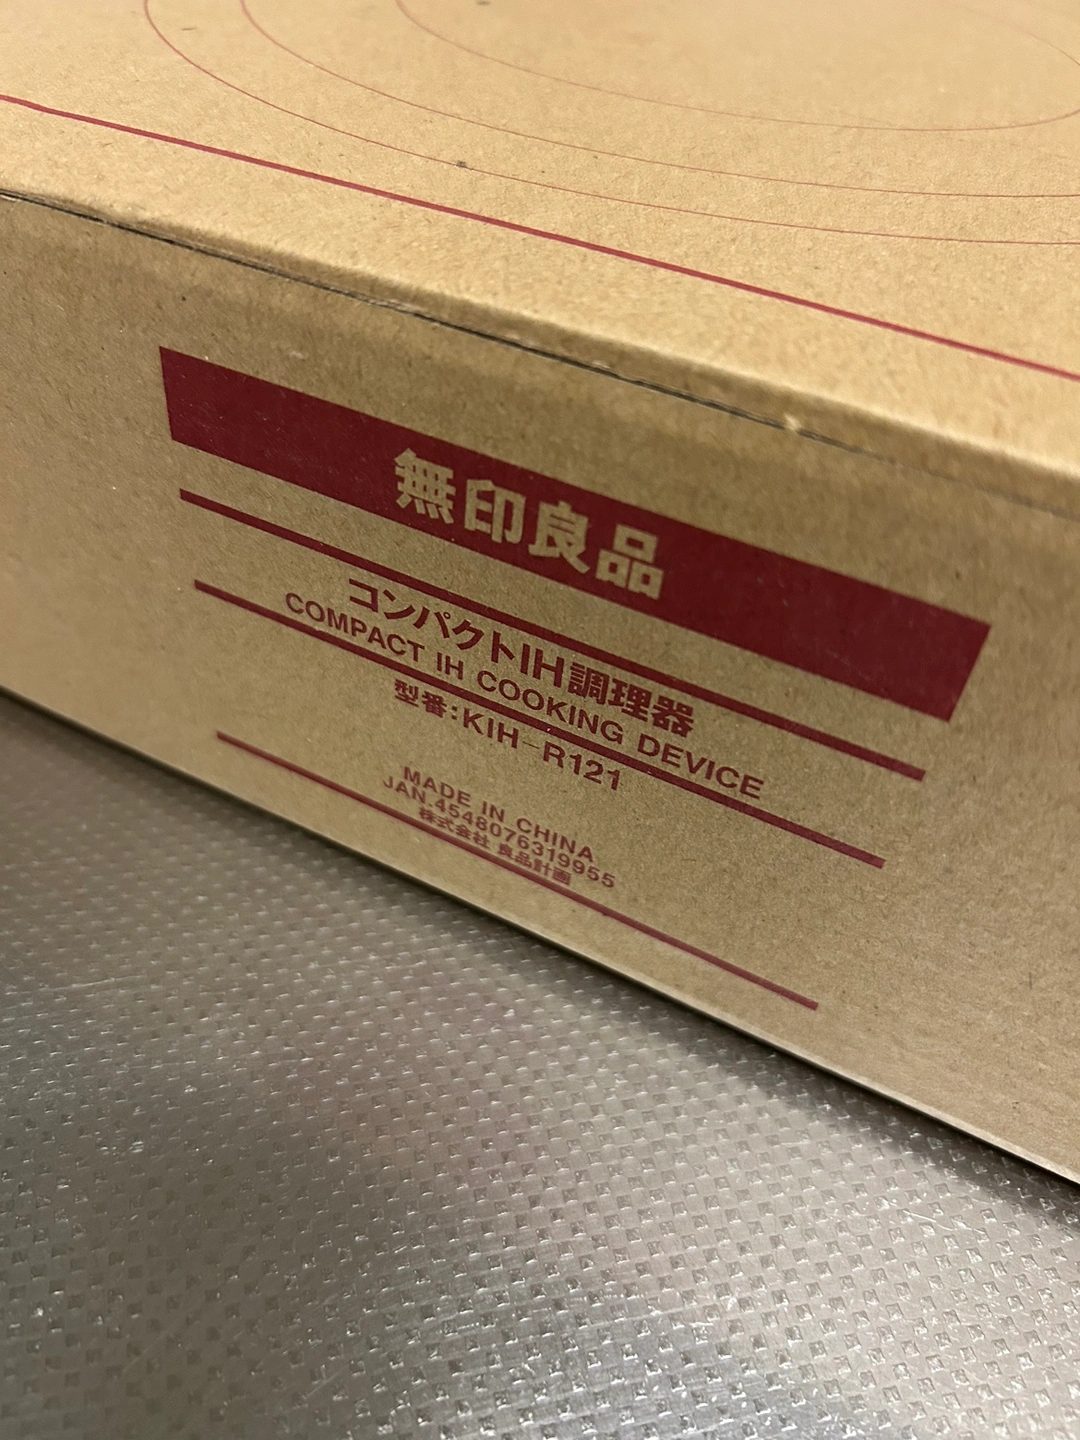 無印良品
コンパクトIH調理器
COMPACT IH COOKING DEVICE
型番:KIH-R121
MADE IN CHINA
JAN.4548076319955
株式会社 良品計画